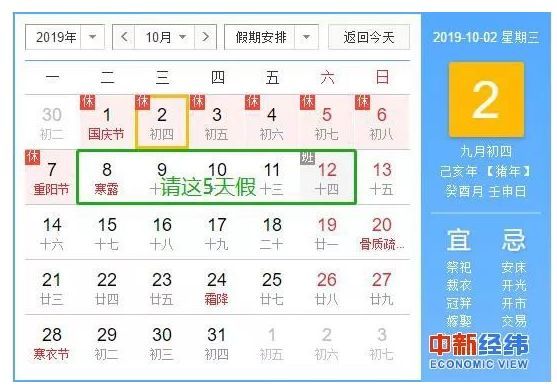 2019年 10月 假期安排 返回今天
一 二 三 四 五 六 日
休 休 休 休 休 休
30 1 2 3 4 5 6
初二 国庆节 初四 初五 初六 初七 初八
休 班
7 8 9 10 11 12 13
重阳节 寒露 十三 十四 十五
请这5天假
14 15 16 17 18 19 20
十六 十七 十八 十九 二十 廿一 骨质疏...
21 22 23 24 25 26 27
廿三 廿四 廿五 霜降 廿七 廿八 廿九
28 29 30 31 1 2 3
寒衣节 初二 初三 初四 初五 初六 初七
2019-10-02 星期三
2
九月初四
己亥年【猪年】
癸酉月 壬申日
宜 忌
祭祀 安床
裁衣 开光
冠笄 开市
嫁娶 交易
中新经纬
ECONOMIC VIEW